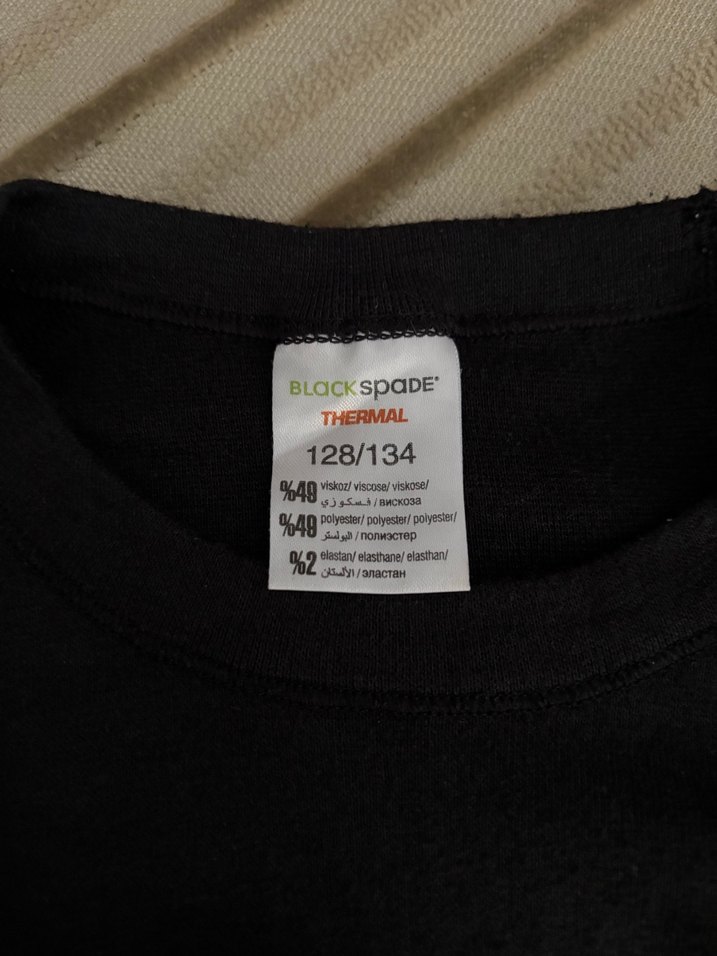 BLACKSPADE®
THERMAL
128/134
%49 viskoz/ viscose/ viskose/
فسكوزي / вискоза
%49 polyester/ polyester/ polyester/
البولستر / полиэстер
%2 elastan/ elasthane/ elasthan/
الألستان / эластан